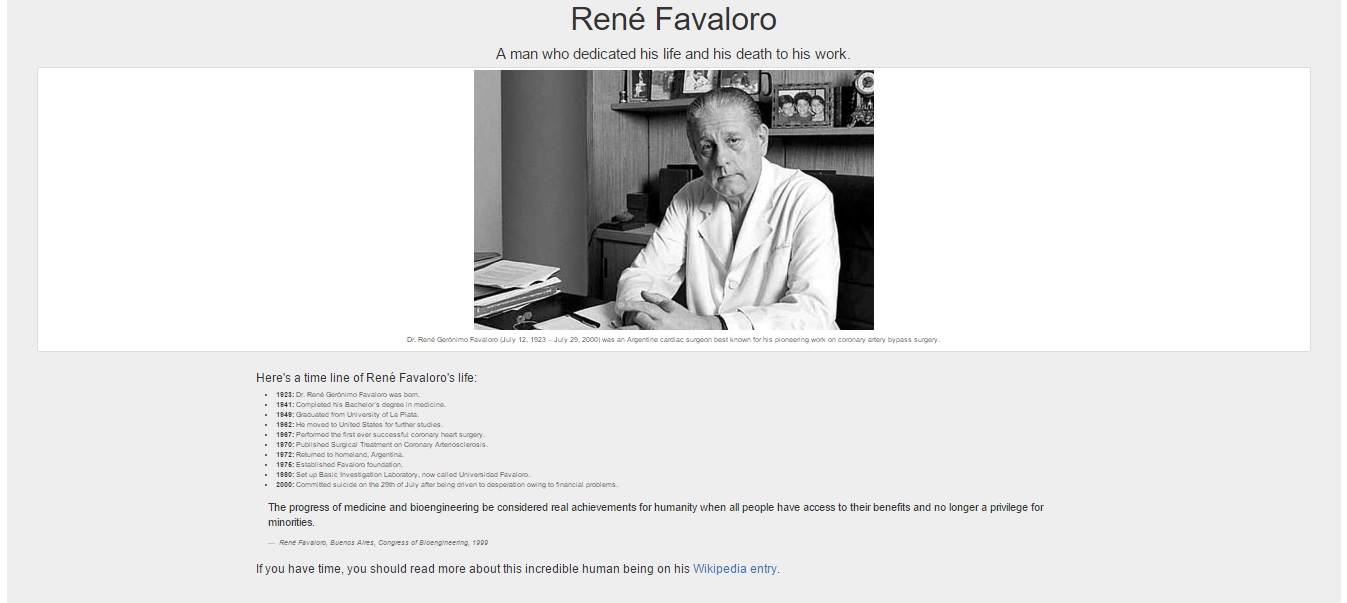 René Favaloro
A man who dedicated his life and his death to his work.
Dr. René Gerónimo Favaloro (July 12, 1923 – July 29, 2000) was an Argentine cardiac surgeon best known for his pioneering work on coronary artery bypass surgery.
Here's a time line of René Favaloro's life:
1923: Dr. René Gerónimo Favaloro was born.
1941: Completed his Bachelor's degree in medicine.
1949: Graduated from University of La Plata.
1962: He moved to United States for further studies.
1967: Performed the first ever successful coronary heart surgery.
1970: Published Surgical Treatment on Coronary Arteriosclerosis.
1972: Returned to homeland, Argentina.
1975: Established Favaloro foundation.
1980: Set up Basic Investigation Laboratory, now called Universidad Favaloro.
2000: Committed suicide on the 29th of July after being driven to desperation owing to financial problems.
The progress of medicine and bioengineering be considered real achievements for humanity when all people have access to their benefits and no longer a privilege for
minorities.
— René Favaloro, Buenos Aires, Congress of Bioengineering, 1999
If you have time, you should read more about this incredible human being on his Wikipedia entry.